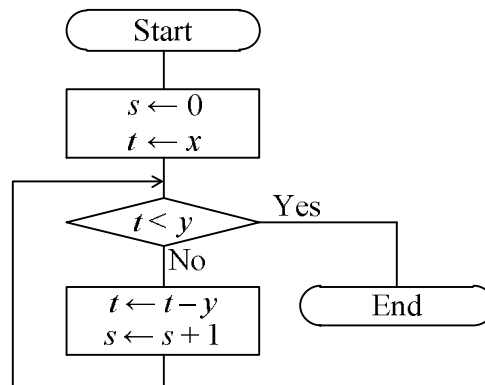 Start
s ← 0
t ← x
t < y
Yes
No
t ← t – y
s ← s + 1
End